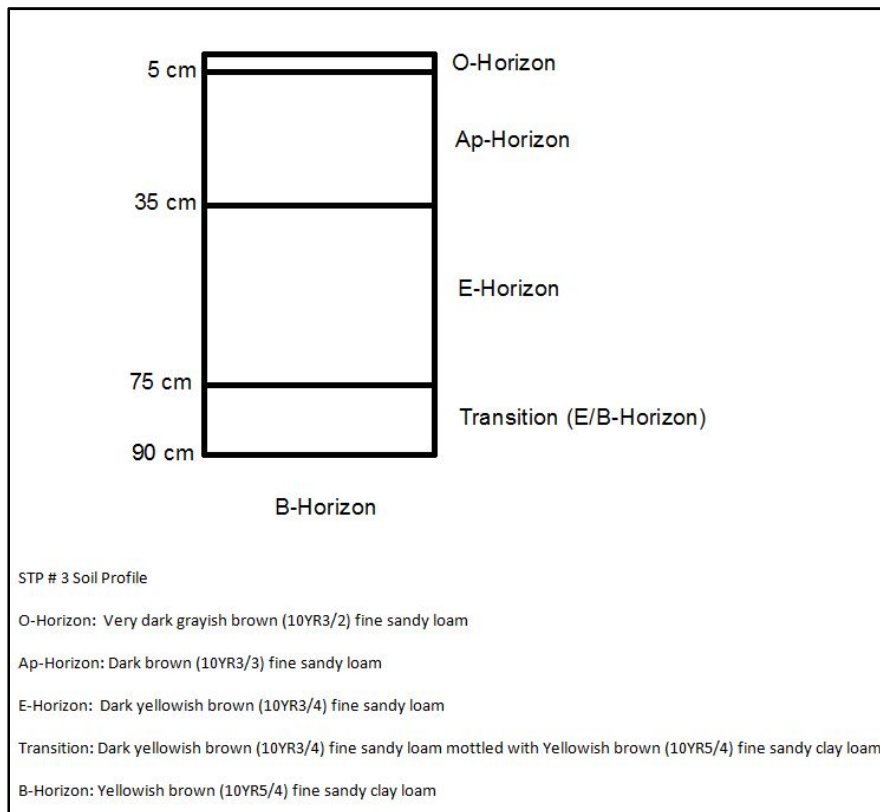 O-Horizon
5 cm
Ap-Horizon
35 cm
E-Horizon
75 cm
Transition (E/B-Horizon)
90 cm
B-Horizon
STP # 3 Soil Profile
O-Horizon: Very dark grayish brown (10YR3/2) fine sandy loam
Ap-Horizon: Dark brown (10YR3/3) fine sandy loam
E-Horizon: Dark yellowish brown (10YR3/4) fine sandy loam
Transition: Dark yellowish brown (10YR3/4) fine sandy loam mottled with Yellowish brown (10YR5/4) fine sandy clay loam
B-Horizon: Yellowish brown (10YR5/4) fine sandy clay loam